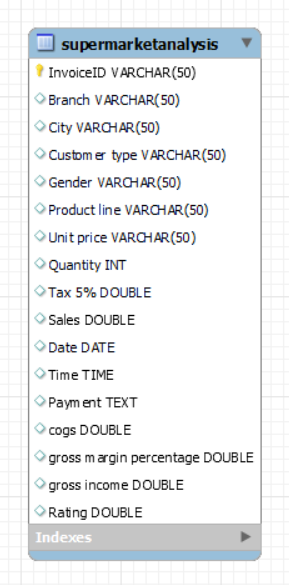 supermarketanalysis
InvoiceID VARCHAR(50)
Branch VARCHAR(50)
City VARCHAR(50)
Customer type VARCHAR(50)
Gender VARCHAR(50)
Product line VARCHAR(50)
Unit price VARCHAR(50)
Quantity INT
Tax 5% DOUBLE
Sales DOUBLE
Date DATE
Time TIME
Payment TEXT
cogs DOUBLE
gross margin percentage DOUBLE
gross income DOUBLE
Rating DOUBLE
Indexes